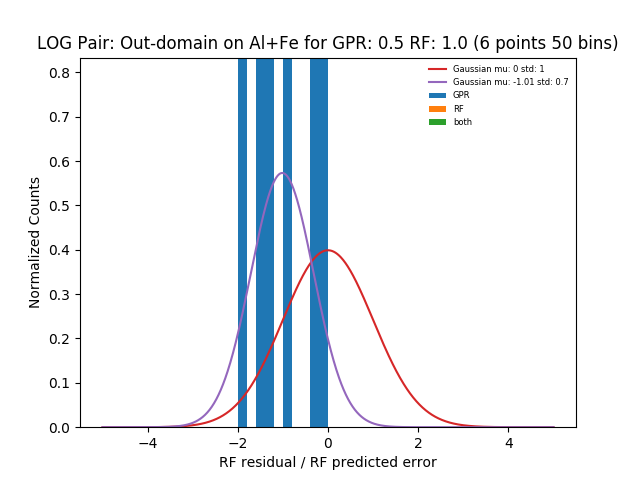 LOG Pair: Out-domain on Al+Fe for GPR: 0.5 RF: 1.0 (6 points 50 bins)
Gaussian mu: 0 std: 1
Gaussian mu: -1.01 std: 0.7
GPR
RF
both
Normalized Counts
0.8
0.7
0.6
0.5
0.4
0.3
0.2
0.1
0.0
−4
−2
0
2
4
RF residual / RF predicted error